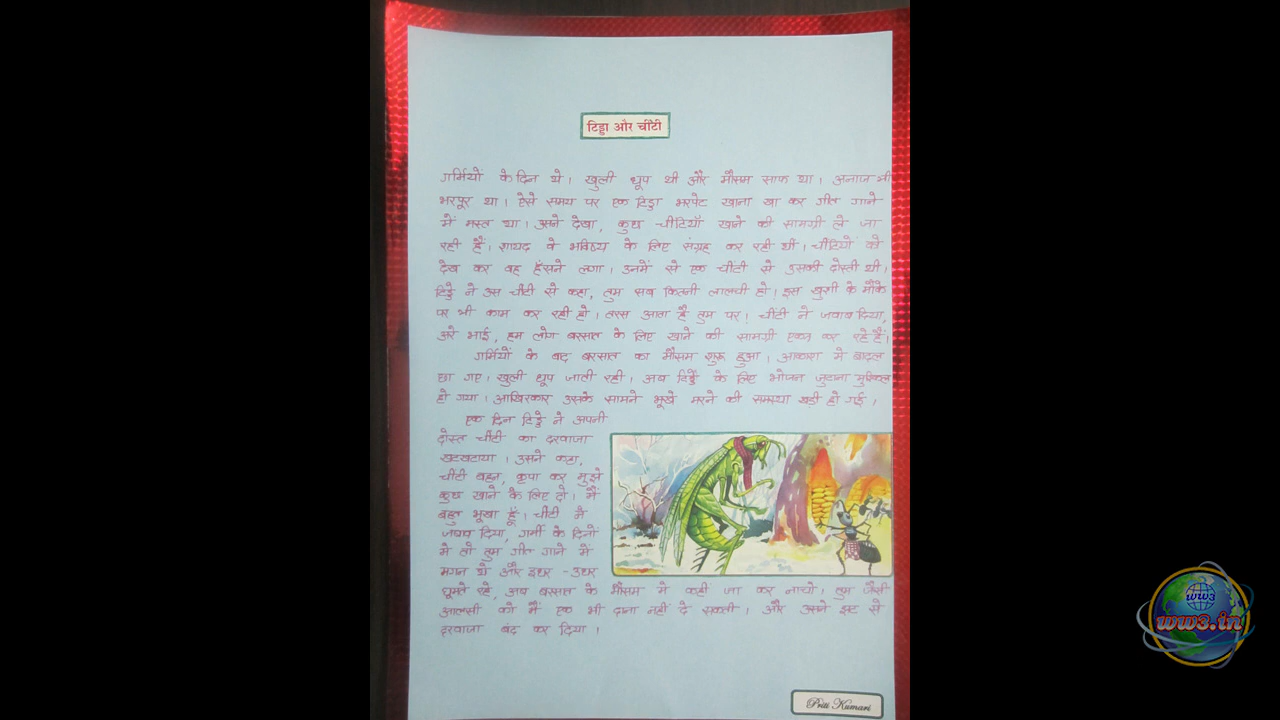 टिड्डा और चींटी
गर्मियो के दिन थे। खुली धूप थी और मौसम साफ था। अनाज भी
भरपूर था। ऐसे समय पर एक टिड्डा भरपेट खाना खा कर गीत गाने
में मस्त था। उसने देखा, कुछ चीटियाँ खाने की सामग्री ले जा
रही हैं। शायद वे भविष्य के लिए संग्रह कर रही थीं। चीटियों को
देख कर वह हँसने लगा। उनमें से एक चीटी से उसकी दोस्ती थी।
टिड्डे ने उस चींटी से कहा, तुम सब कितनी लालची हो! इस खुशी के मौके
पर भी काम कर रही हो। तरस आता है तुम पर! चींटी ने जवाब दिया,
अरे भाई, हम लोग बरसात के लिए खाने की सामग्री एकत्र कर रहे हैं।
गर्मियों के बाद बरसात का मौसम शुरू हुआ। आकाश में बादल
छा गए। खुली धूप जाती रही। अब टिड्डे के लिए भोजन जुटाना मुश्किल
हो गया। आखिरकार उसके सामने भूखे मरने की समस्या खड़ी हो गई।
एक दिन टिड्डे ने अपनी
दोस्त चींटी का दरवाजा
खटखटाया। उसने कहा,
चींटी बहन, कृपा कर मुझे
कुछ खाने के लिए दो। मैं
बहुत भूखा हूँ। चींटी ने
जवाब दिया, गर्मी के दिनों
में तो तुम गीत गाने में
मगन थे और इधर-उधर
घूमते रहे, अब बरसात के मौसम मे कहीं जा कर नाचो। तुम जैसी
आलसी को मैं एक भी दाना नहीं दे सकती। और उसने झट से
दरवाजा बंद कर दिया।
Priti Kumari
ww3
ww3.in